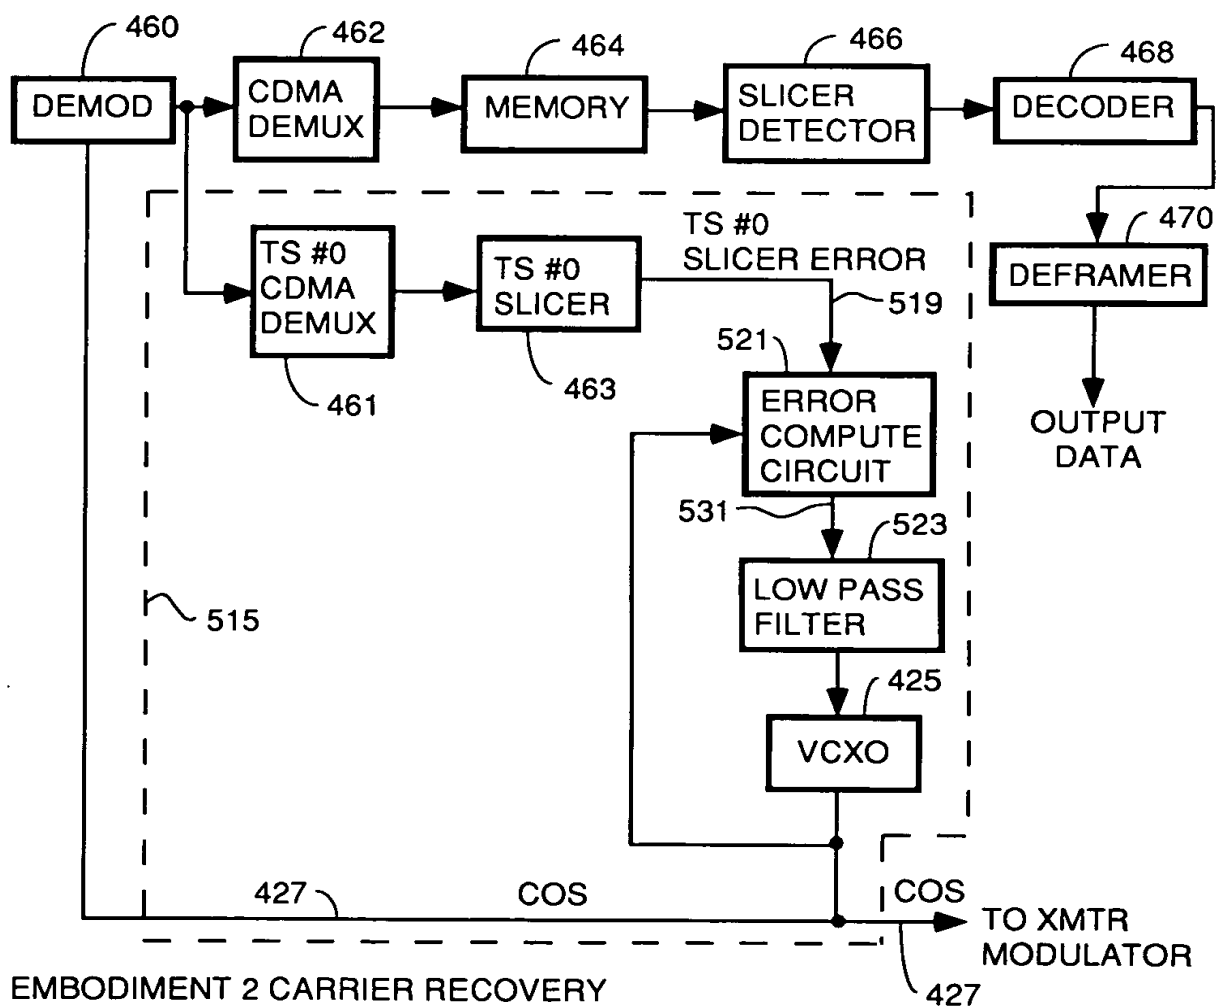 460
462
464
466
468
DEMOD
CDMA
DEMUX
MEMORY
SLICER
DETECTOR
DECODER
TS #0
CDMA
DEMUX
TS #0
SLICER
TS #0
SLICER ERROR
470
DEFRAMER
519
521
461
463
ERROR
COMPUTE
CIRCUIT
OUTPUT
DATA
531
523
LOW PASS
FILTER
515
425
VCXO
427
COS
COS
TO XMTR
MODULATOR
427
EMBODIMENT 2 CARRIER RECOVERY